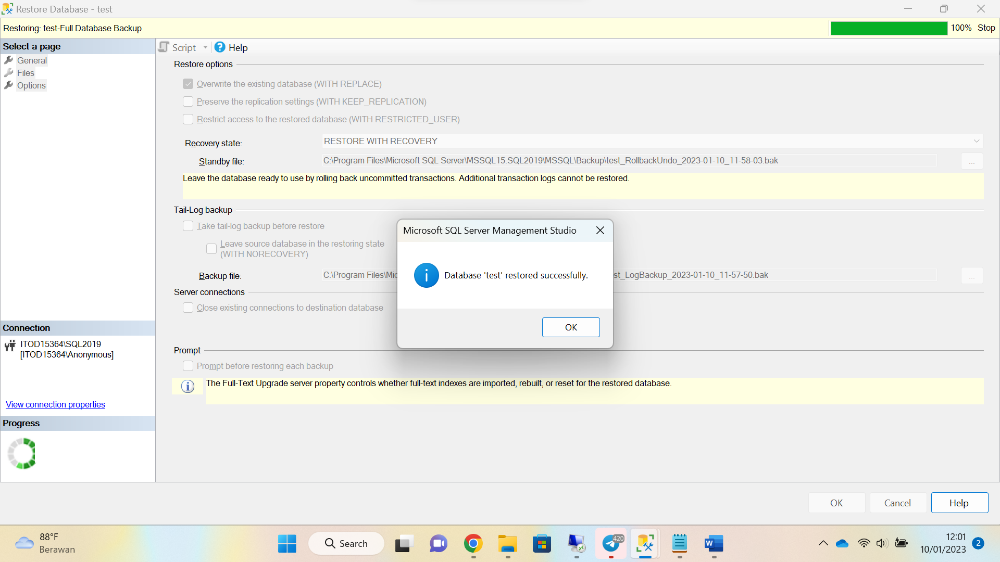 Restore Database - test
Restoring: test-Full Database Backup
100% Stop
Select a page
General
Files
Options
Script
Help
Restore options
Overwrite the existing database (WITH REPLACE)
Preserve the replication settings (WITH KEEP_REPLICATION)
Restrict access to the restored database (WITH RESTRICTED_USER)
Recovery state: RESTORE WITH RECOVERY
Standby file: C:\Program Files\Microsoft SQL Server\MSSQL15.SQL2019\MSSQL\Backup\test_RollbackUndo_2023-01-10_11-58-03.bak
...
Leave the database ready to use by rolling back uncommitted transactions. Additional transaction logs cannot be restored.
Tail-Log backup
Take tail-log backup before restore
Leave source database in the restoring state
(WITH NORECOVERY)
Backup file: C:\Program Files\Mic st_LogBackup_2023-01-10_11-57-50.bak
...
Server connections
Close existing connections to destination database
Prompt
Prompt before restoring each backup
The Full-Text Upgrade server property controls whether full-text indexes are imported, rebuilt, or reset for the restored database.
Microsoft SQL Server Management Studio
Database 'test' restored successfully.
OK
Connection
ITOD15364\SQL2019
[ITOD15364\Anonymous]
View connection properties
Progress
OK
Cancel
Help
88°F
Berawan
Search
420
12:01
10/01/2023
2